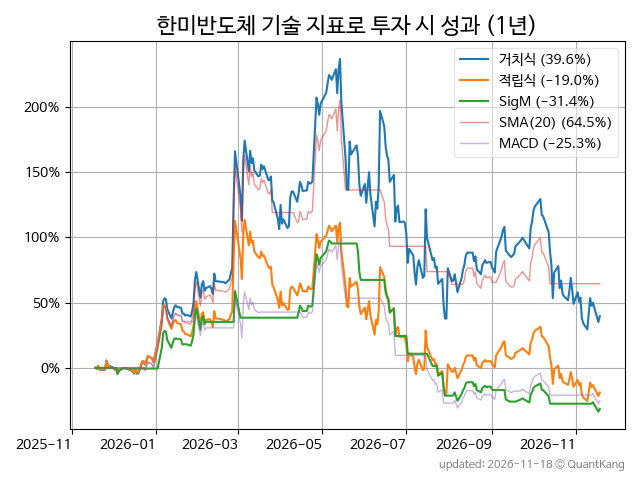 한미반도체 기술 지표로 투자 시 성과 (1년)
거치식 (39.6%)
적립식 (-19.0%)
SigM (-31.4%)
SMA(20) (64.5%)
MACD (-25.3%)
200%
150%
100%
50%
0%
2025-11 2026-01 2026-03 2026-05 2026-07 2026-09 2026-11
updated: 2026-11-18 © QuantKang